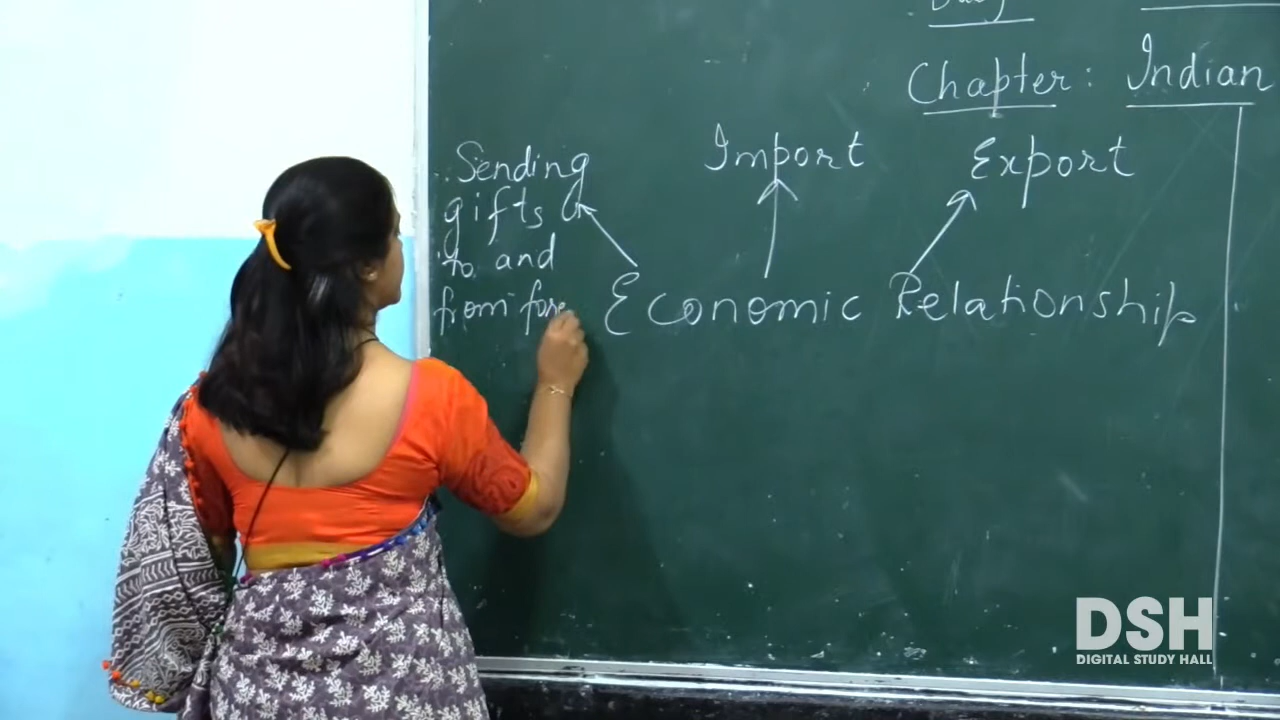 Chapter: Indian
Import
Export
Sending
gifts
to and
from fore
Economic Relationship
DSH
DIGITAL STUDY HALL